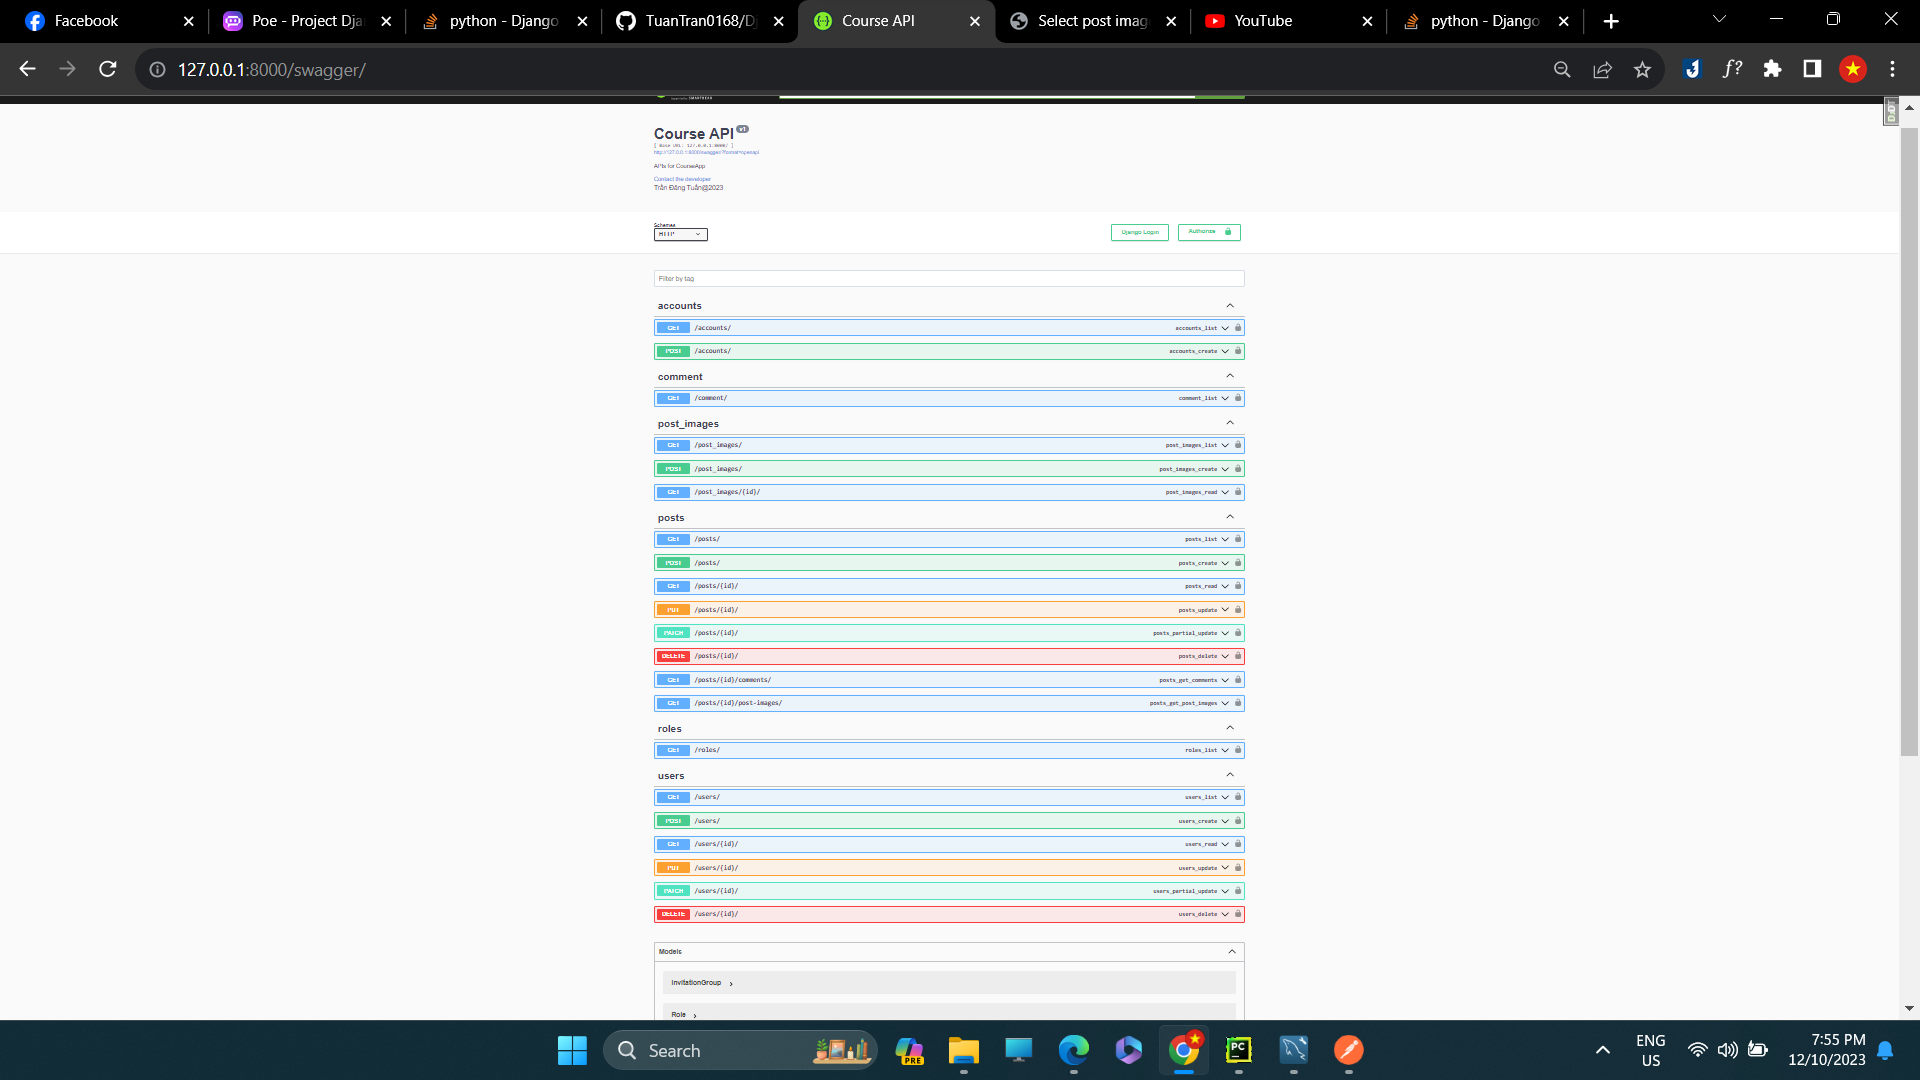 Facebook
Poe - Project Dja
python - Django
TuanTran0168/Dj
Course API
Select post imag
YouTube
python - Django
127.0.0.1:8000/swagger/
DjDT
Course API v1
[ Base URL: 127.0.0.1:8000/ ]
http://127.0.0.1:8000/swagger/?format=openapi
APIs for CourseApp
Contact the developer
Trần Đăng Tuấn@2023
Schemes
HTTP
Django Login
Authorize
Filter by tag
accounts
GET /accounts/ accounts_list
POST /accounts/ accounts_create
comment
GET /comment/ comment_list
post_images
GET /post_images/ post_images_list
POST /post_images/ post_images_create
GET /post_images/{id}/ post_images_read
posts
GET /posts/ posts_list
POST /posts/ posts_create
GET /posts/{id}/ posts_read
PUT /posts/{id}/ posts_update
PATCH /posts/{id}/ posts_partial_update
DELETE /posts/{id}/ posts_delete
GET /posts/{id}/comments/ posts_get_comments
GET /posts/{id}/post-images/ posts_get_post_images
roles
GET /roles/ roles_list
users
GET /users/ users_list
POST /users/ users_create
GET /users/{id}/ users_read
PUT /users/{id}/ users_update
PATCH /users/{id}/ users_partial_update
DELETE /users/{id}/ users_delete
Models
InvitationGroup
Role
Search
PRE
PC
ENG
US
7:55 PM
12/10/2023